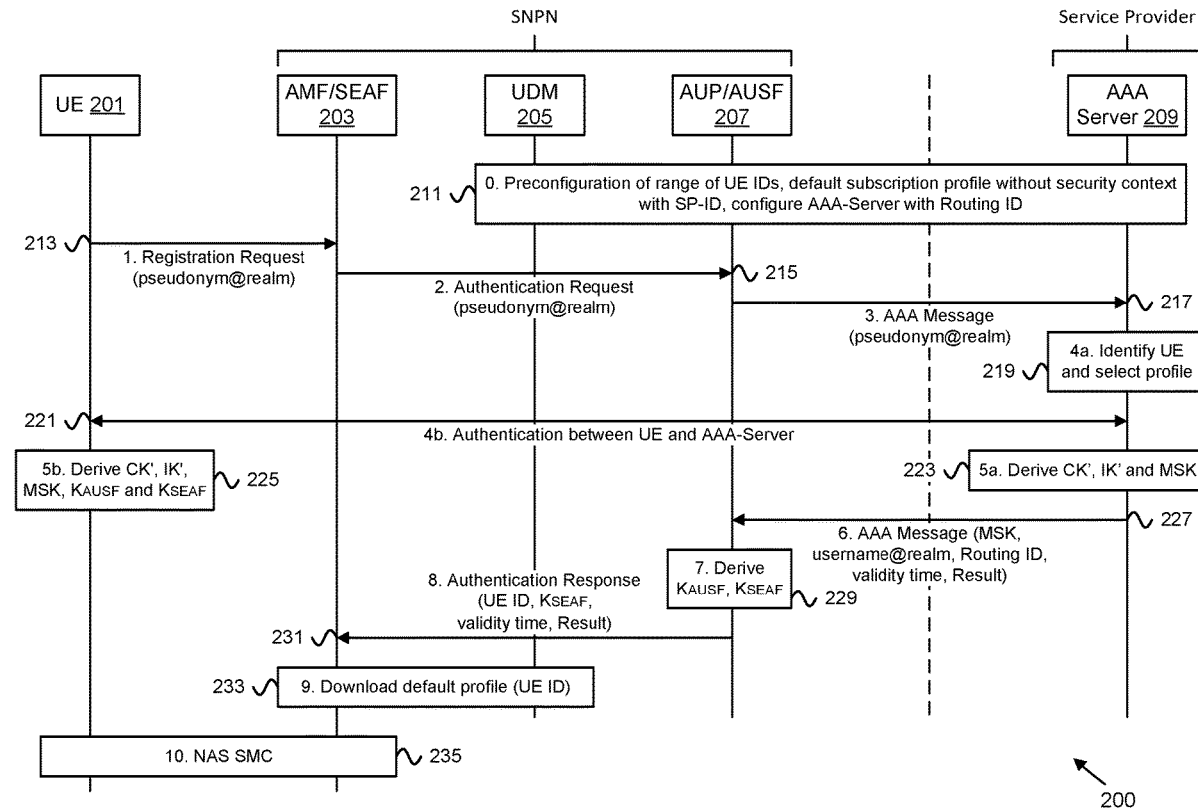 SNPN
Service Provider
UE 201
AMF/SEAF
203
UDM
205
AUP/AUSF
207
AAA
Server 209
211
0. Preconfiguration of range of UE IDs, default subscription profile without security context
with SP-ID, configure AAA-Server with Routing ID
213
1. Registration Request
(pseudonym@realm)
215
2. Authentication Request
(pseudonym@realm)
217
3. AAA Message
(pseudonym@realm)
219
4a. Identify UE
and select profile
221
4b. Authentication between UE and AAA-Server
5b. Derive CK', IK',
MSK, KAUSF and KSEAF
225
223
5a. Derive CK’, IK’ and MSK
227
6. AAA Message (MSK,
username@realm, Routing ID,
validity time, Result)
7. Derive
KAUSF, KSEAF
229
8. Authentication Response
(UE ID, KSEAF,
validity time, Result)
231
233
9. Download default profile (UE ID)
10. NAS SMC
235
200